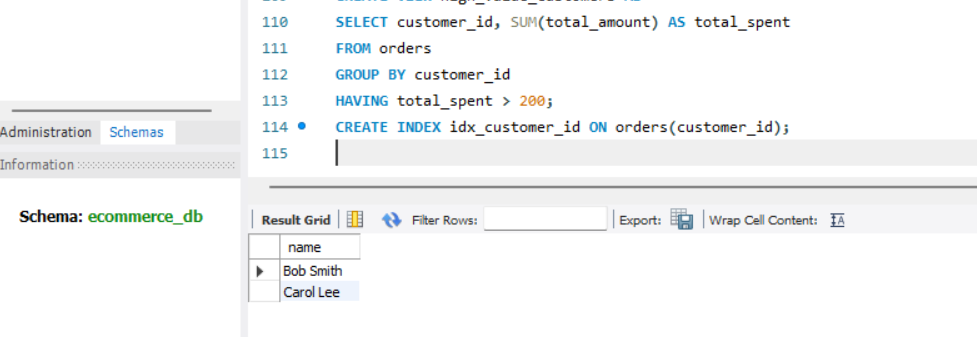 110 SELECT customer_id, SUM(total_amount) AS total_spent
111 FROM orders
112 GROUP BY customer_id
113 HAVING total_spent > 200;
114 CREATE INDEX idx_customer_id ON orders(customer_id);
115
Administration Schemas
Information
Schema: ecommerce_db
Result Grid Filter Rows: Export: Wrap Cell Content: IA
name
Bob Smith
Carol Lee